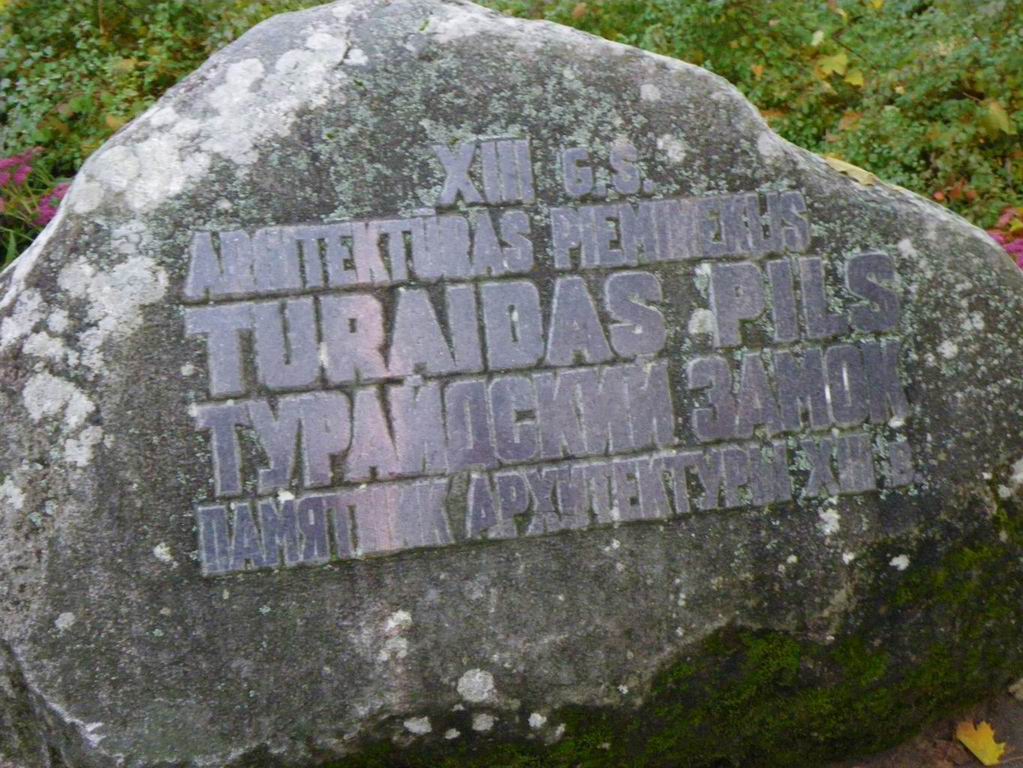 XIII G.S.
ARHITEKTŪRAS PIEMINEKLIS
TURAIDAS PILS
ТУРАЙДСКИЙ ЗАМОК
ПАМЯТНИК АРХИТЕКТУРЫ XIII В